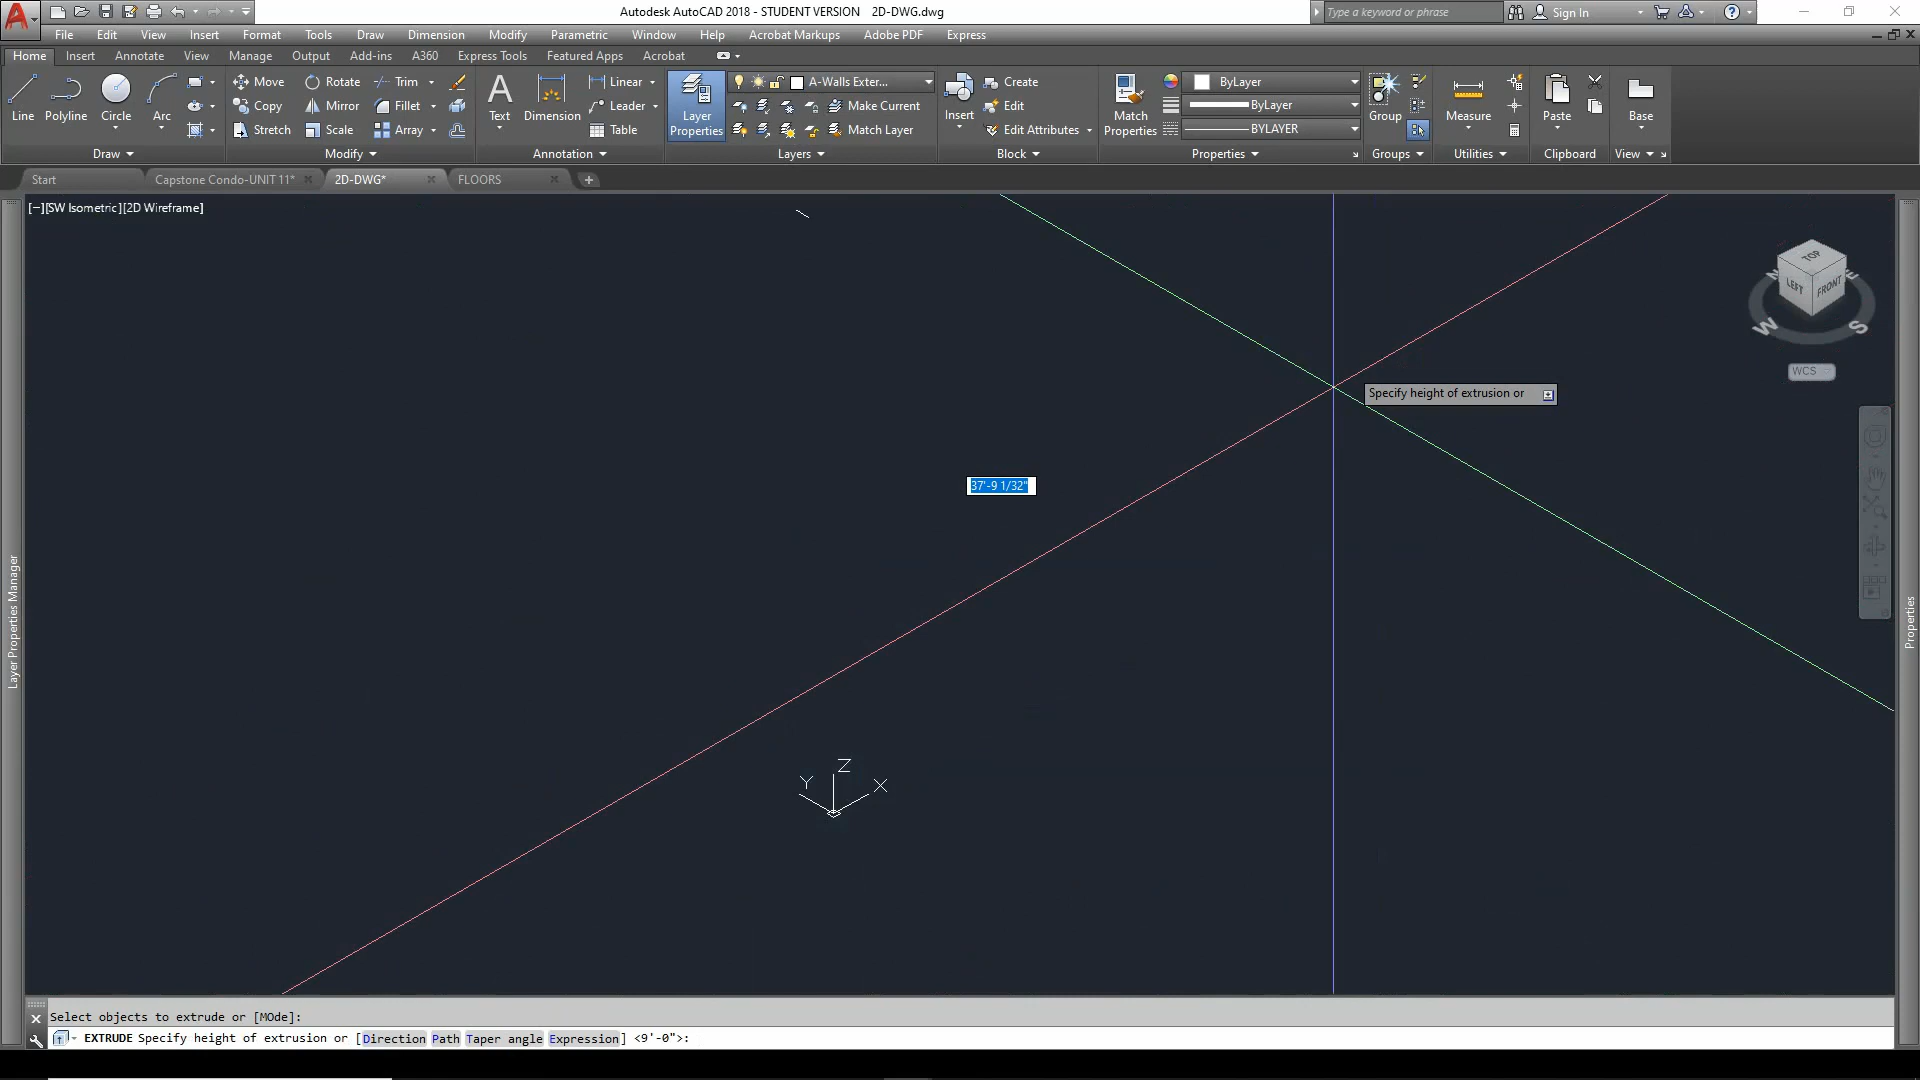 Autodesk AutoCAD 2018 - STUDENT VERSION 2D-DWG.dwg
Type a keyword or phrase
Sign In
File Edit View Insert Format Tools Draw Dimension Modify Parametric Window Help Acrobat Markups Adobe PDF Express
Home Insert Annotate View Manage Output Add-ins A360 Express Tools Featured Apps Acrobat
Line Polyline Circle Arc
Draw
Move Rotate Trim
Copy Mirror Fillet
Stretch Scale Array
Modify
Text Dimension
Linear
Leader
Table
Annotation
Layer
Properties
A-Walls Exter...
Make Current
Match Layer
Layers
Insert
Create
Edit
Edit Attributes
Block
Match
Properties
ByLayer
ByLayer
BYLAYER
Properties
Group
Groups
Measure
Utilities
Paste
Clipboard
Base
View
Start Capstone Condo-UNIT 11* 2D-DWG* FLOORS
[−][SW Isometric][2D Wireframe]
TOP
LEFT
FRONT
N
E
W
S
WCS
Specify height of extrusion or
37'-9 1/32"
Z
Y
X
Layer Properties Manager
Properties
Select objects to extrude or [MOde]:
EXTRUDE Specify height of extrusion or [Direction Path Taper angle Expression] <9'-0">: